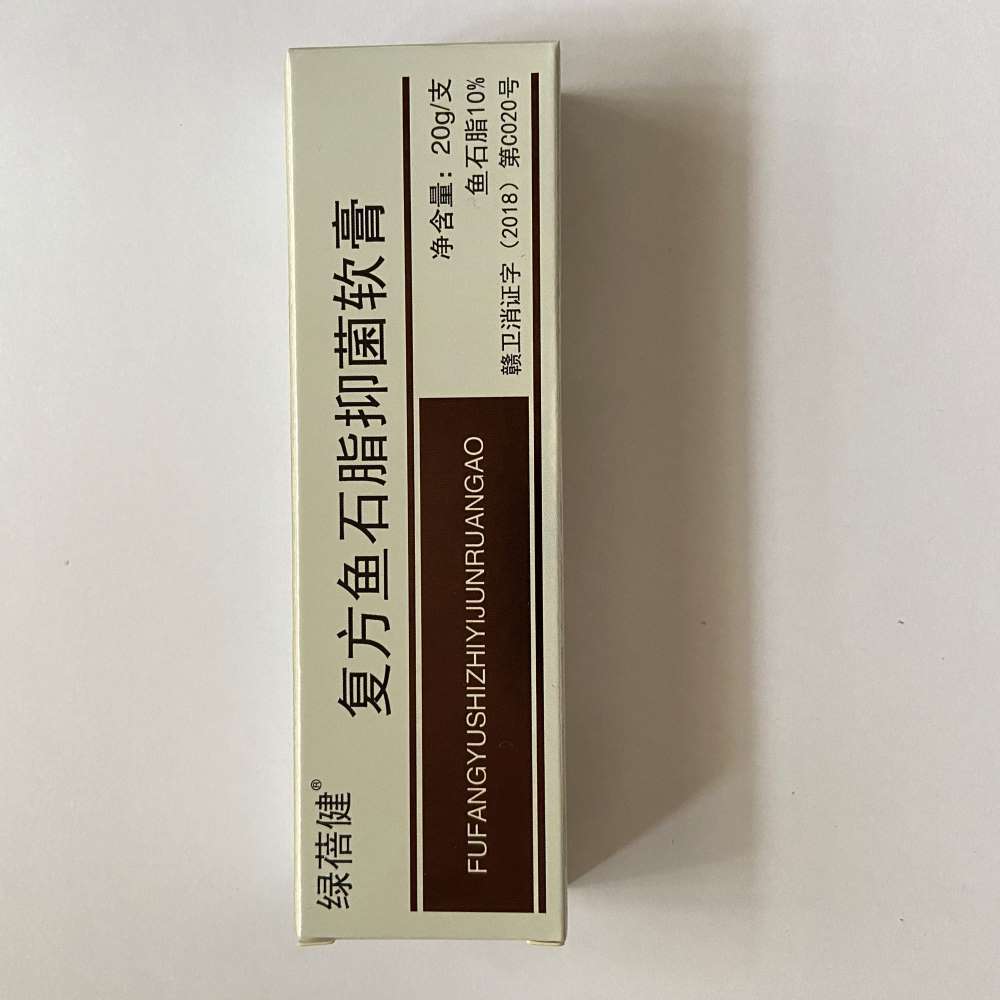 绿蓓健®
复方鱼石脂抑菌软膏
净含量：20g/支
鱼石脂10%
赣卫消证字（2018）第C020号
FUFANGYUSHIZHIYIJUNRUANGAO